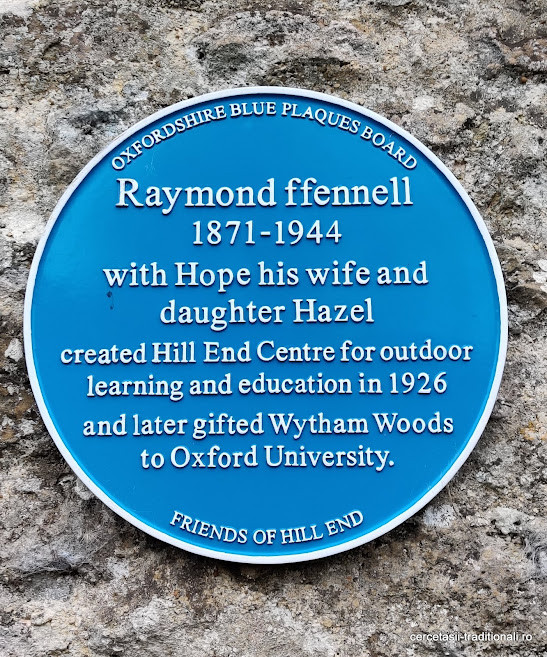 OXFORDSHIRE BLUE PLAQUES BOARD
Raymond ffennell
1871-1944
with Hope his wife and
daughter Hazel
created Hill End Centre for outdoor
learning and education in 1926
and later gifted Wytham Woods
to Oxford University.
FRIENDS OF HILL END
cercetasii-traditionali.ro